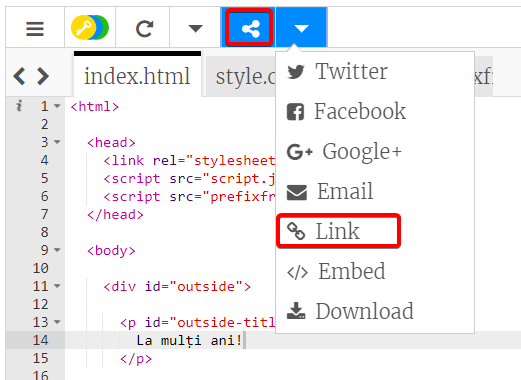 index.html
style.c
xf
Twitter
Facebook
Google+
Email
Link
Embed
Download
i 1 <html>
2
3 <head>
4 <link rel="stylesheet
5 <script src="script.j
6 <script src="prefixfr
7 </head>
8
9 <body>
10
11 <div id="outside">
12
13 <p id="outside-titl
14 La mulți ani!
15 </p>
16